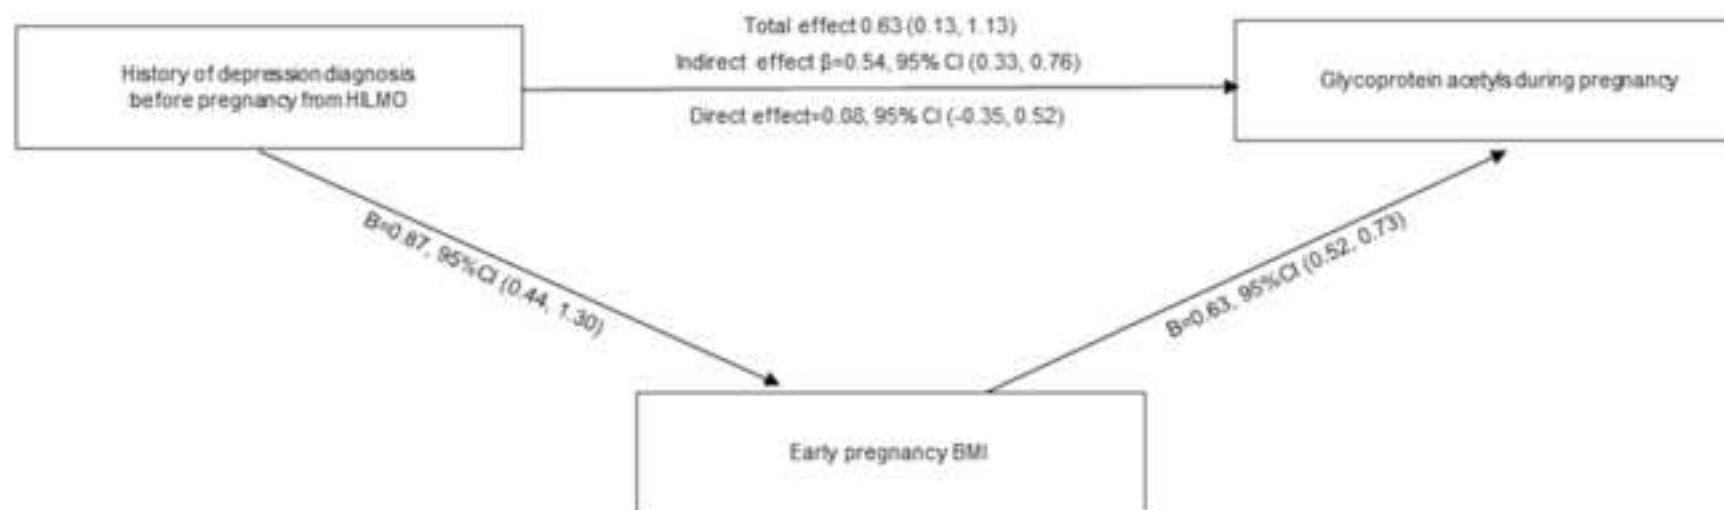 Total effect 0.63 (0.13, 1.13)
History of depression diagnosis
before pregnancy from HILMO
Indirect effect β=0.54, 95% CI (0.33, 0.76)
Glycoprotein acetyls during pregnancy
Direct effect=0.08, 95% CI (-0.35, 0.52)
B=0.87, 95%CI (0.44, 1.30)
B=0.63, 95%CI (0.52, 0.73)
Early pregnancy BMI